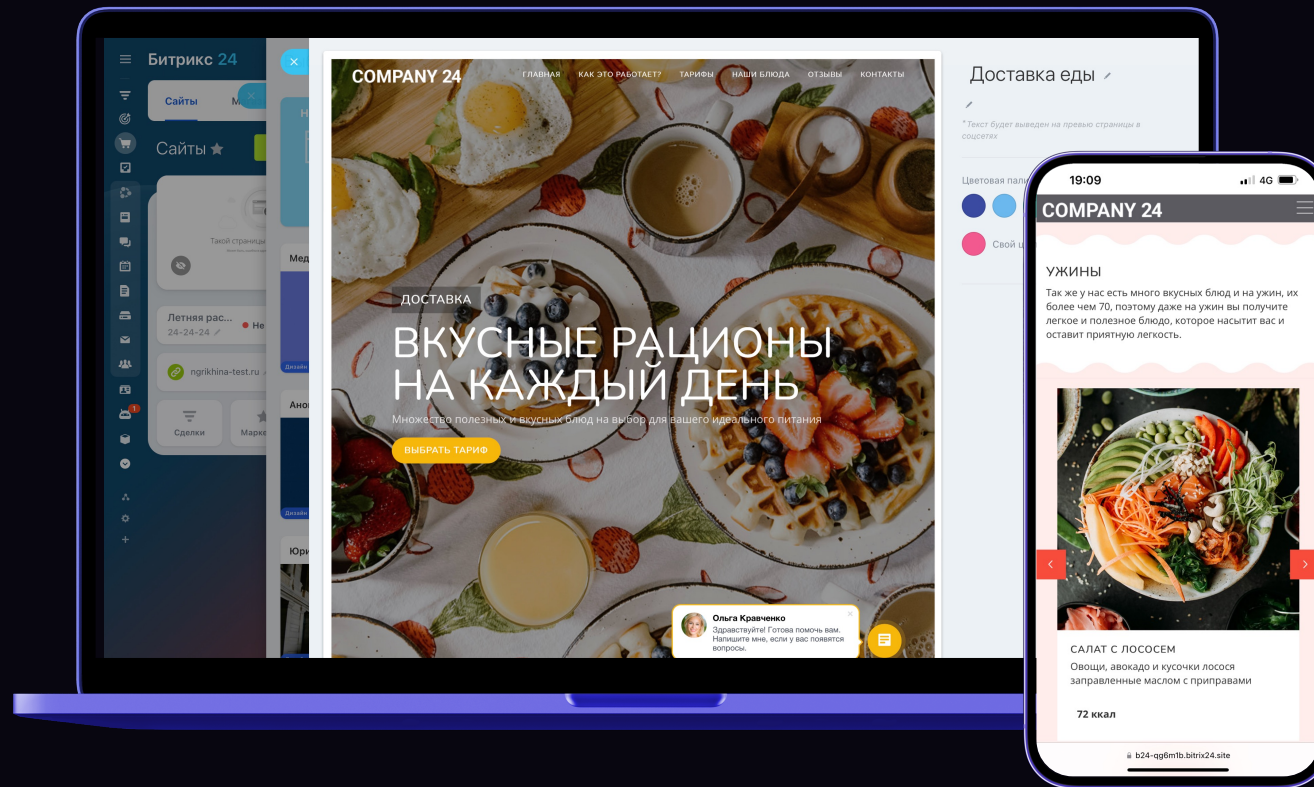 Битрикс 24
Сайты
Сайты
Такой страницы
Летняя рас...
24-24-24
Не
ngrikhina-test.ru
Сделки
Марке
1
Мед
Дизайн
Ано
Дизайн
Юри
COMPANY 24
ГЛАВНАЯ КАК ЭТО РАБОТАЕТ? ТАРИФЫ НАШИ БЛЮДА ОТЗЫВЫ КОНТАКТЫ
ДОСТАВКА
ВКУСНЫЕ РАЦИОНЫ
НА КАЖДЫЙ ДЕНЬ
Множество полезных и вкусных блюд на выбор для вашего идеального питания
ВЫБРАТЬ ТАРИФ
Ольга Кравченко
Здравствуйте! Готова помочь вам.
Напишите мне, если у вас появятся
вопросы.
Доставка еды
*Текст будет выведен на превью страницы в
соцсетях
Цветовая пали
Свой ц
19:09
4G
COMPANY 24
УЖИНЫ
Так же у нас есть много вкусных блюд и на ужин, их
более чем 70, поэтому даже на ужин вы получите
легкое и полезное блюдо, которое насытит вас и
оставит приятную легкость.
САЛАТ С ЛОСОСЕМ
Овощи, авокадо и кусочки лосося
заправленные маслом с приправами
72 ккал
b24-qg6m1b.bitrix24.site